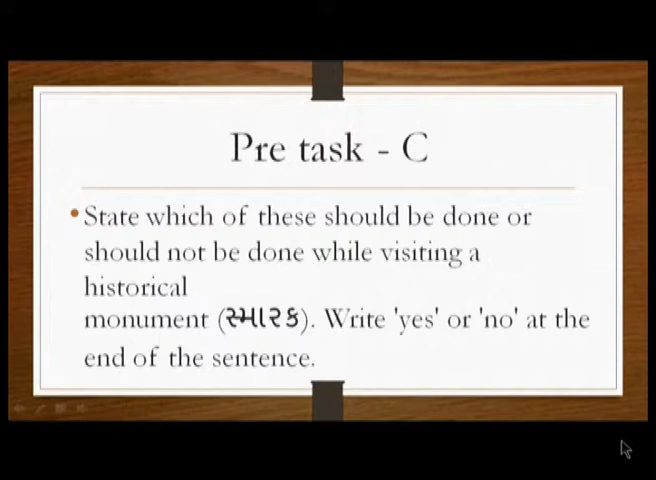 Pre task - C
•State which of these should be done or
should not be done while visiting a
historical
monument (સ્મારક). Write 'yes' or 'no' at the
end of the sentence.